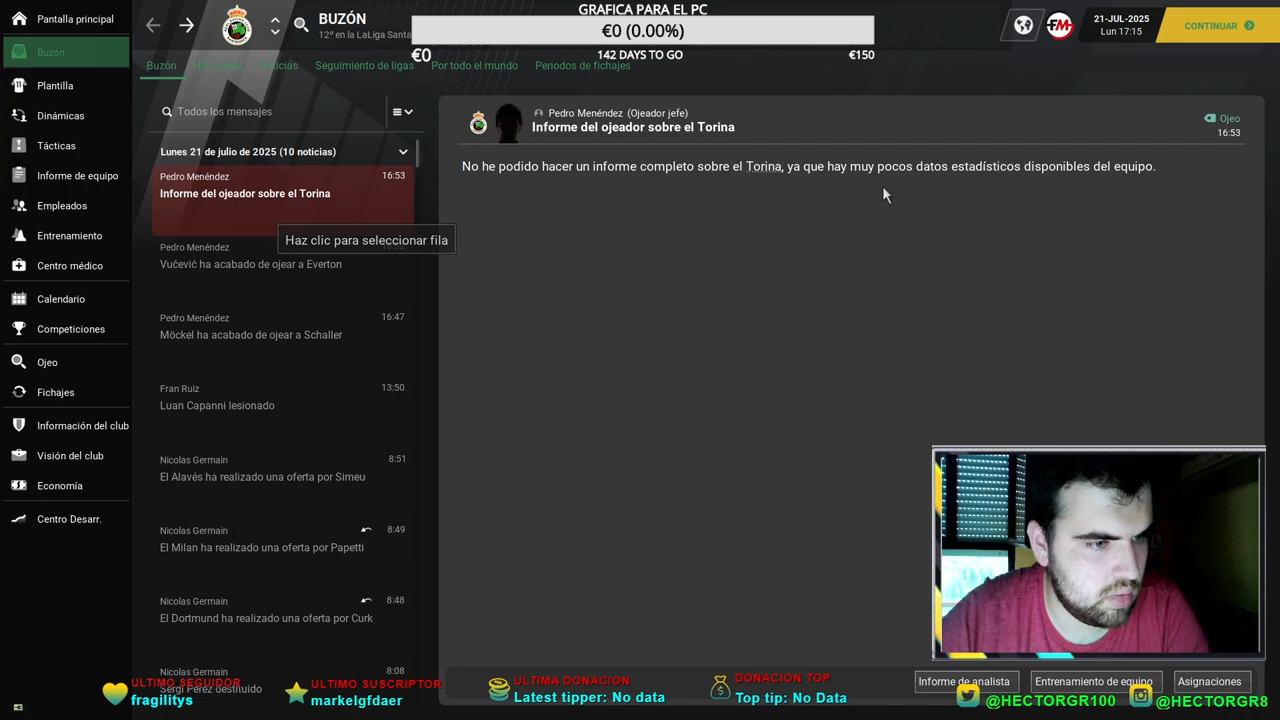 Pantalla principal
Buzón
Plantilla
Dinámicas
Tácticas
Informe de equipo
Empleados
Entrenamiento
Centro médico
Calendario
Competiciones
Ojeo
Fichajes
Información del club
Visión del club
Economía
Centro Desarr.
BUZÓN
12º en la LaLiga Santa
GRAFICA PARA EL PC
€0 (0.00%)
€0
142 DAYS TO GO
€150
FM
21-JUL-2025
Lun 17:15
CONTINUAR
Buzón
Noticias
Seguimiento de ligas
Por todo el mundo
Periodos de fichajes
Todos los mensajes
Lunes 21 de julio de 2025 (10 noticias)
Pedro Menéndez
16:53
Informe del ojeador sobre el Torina
Haz clic para seleccionar fila
Pedro Menéndez
Vučević ha acabado de ojear a Everton
Pedro Menéndez
16:47
Möckel ha acabado de ojear a Schaller
Fran Ruiz
13:50
Luan Capanni lesionado
Nicolas Germain
8:51
El Alavés ha realizado una oferta por Simeu
Nicolas Germain
8:49
El Milan ha realizado una oferta por Papetti
Nicolas Germain
8:48
El Dortmund ha realizado una oferta por Curk
Nicolas Germain
8:08
Sergi Pérez destituido
Pedro Menéndez (Ojeador jefe)
Informe del ojeador sobre el Torina
Ojeo
16:53
No he podido hacer un informe completo sobre el Torina, ya que hay muy pocos datos estadísticos disponibles del equipo.
Informe de analista
Entrenamiento de equipo
Asignaciones
ULTIMO SEGUIDOR
fragilitys
ULTIMO SUSCRIPTOR
markelgfdaer
ULTIMA DONACION
Latest tipper: No data
DONACION TOP
Top tip: No Data
@HECTORGR100
@HECTORGR8